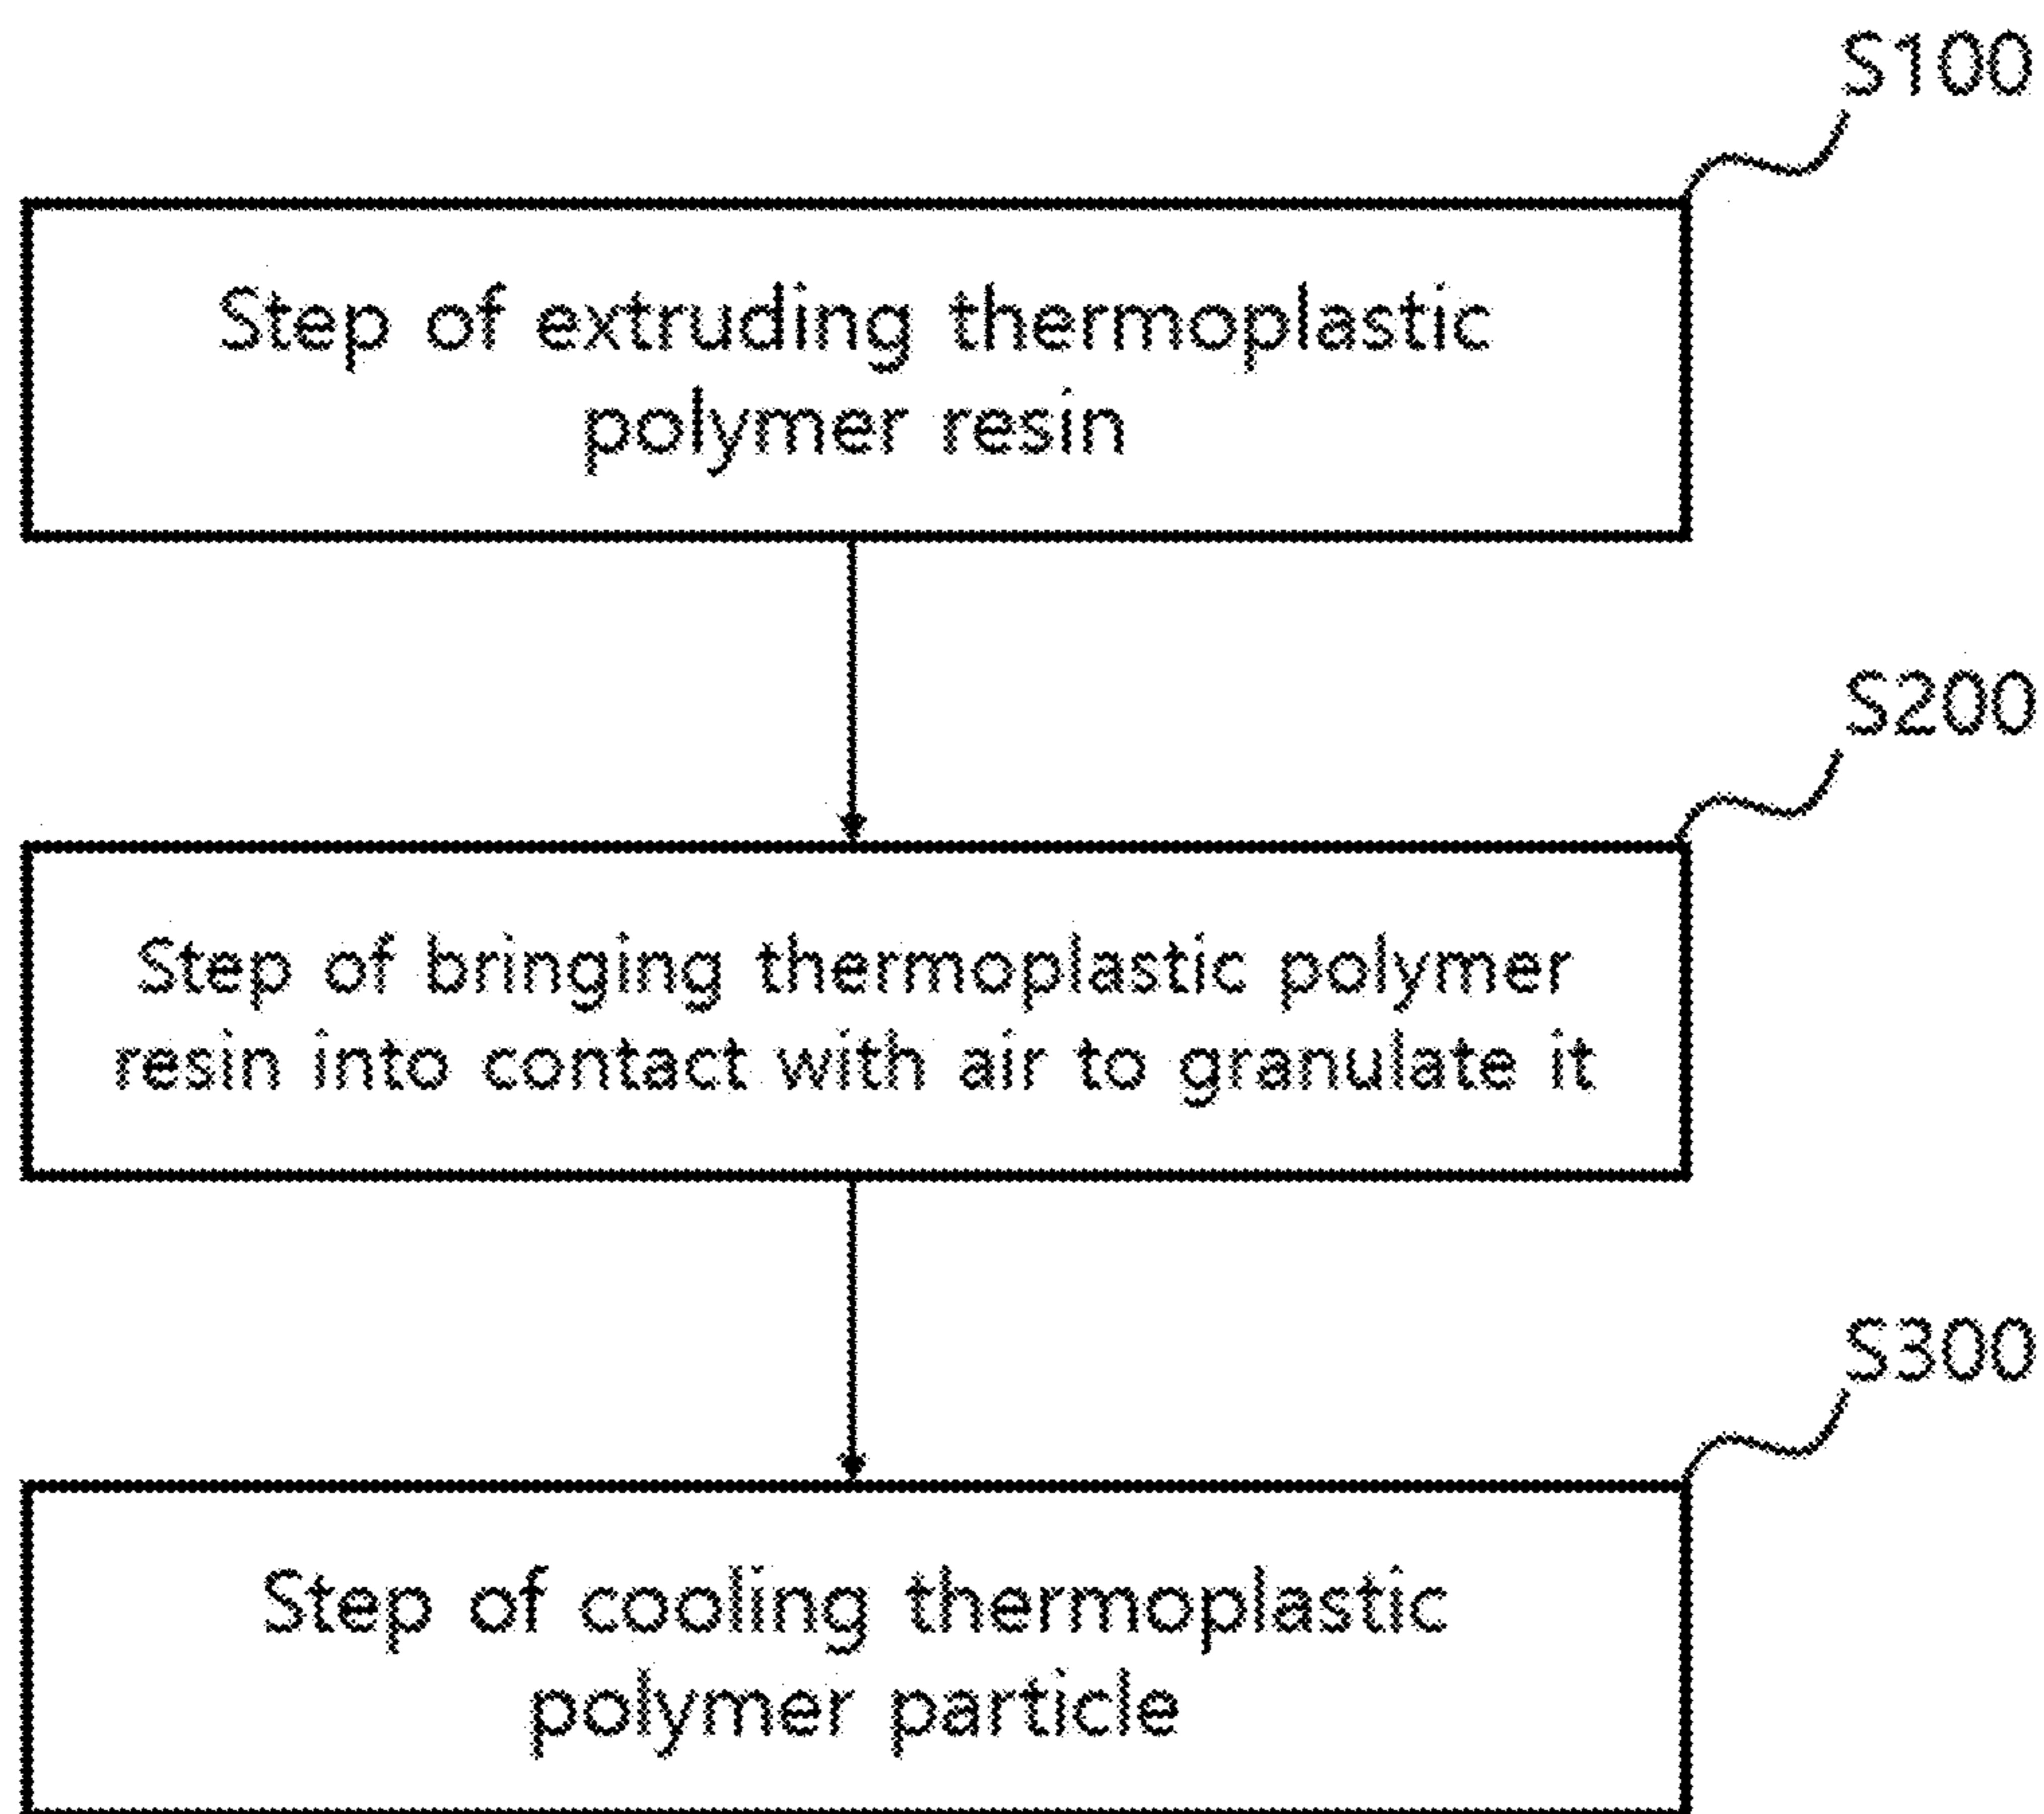 S100
Step of extruding thermoplastic
polymer resin
S200
Step of bringing thermoplastic polymer
resin into contact with air to granulate it
S300
Step of cooling thermoplastic
polymer particle